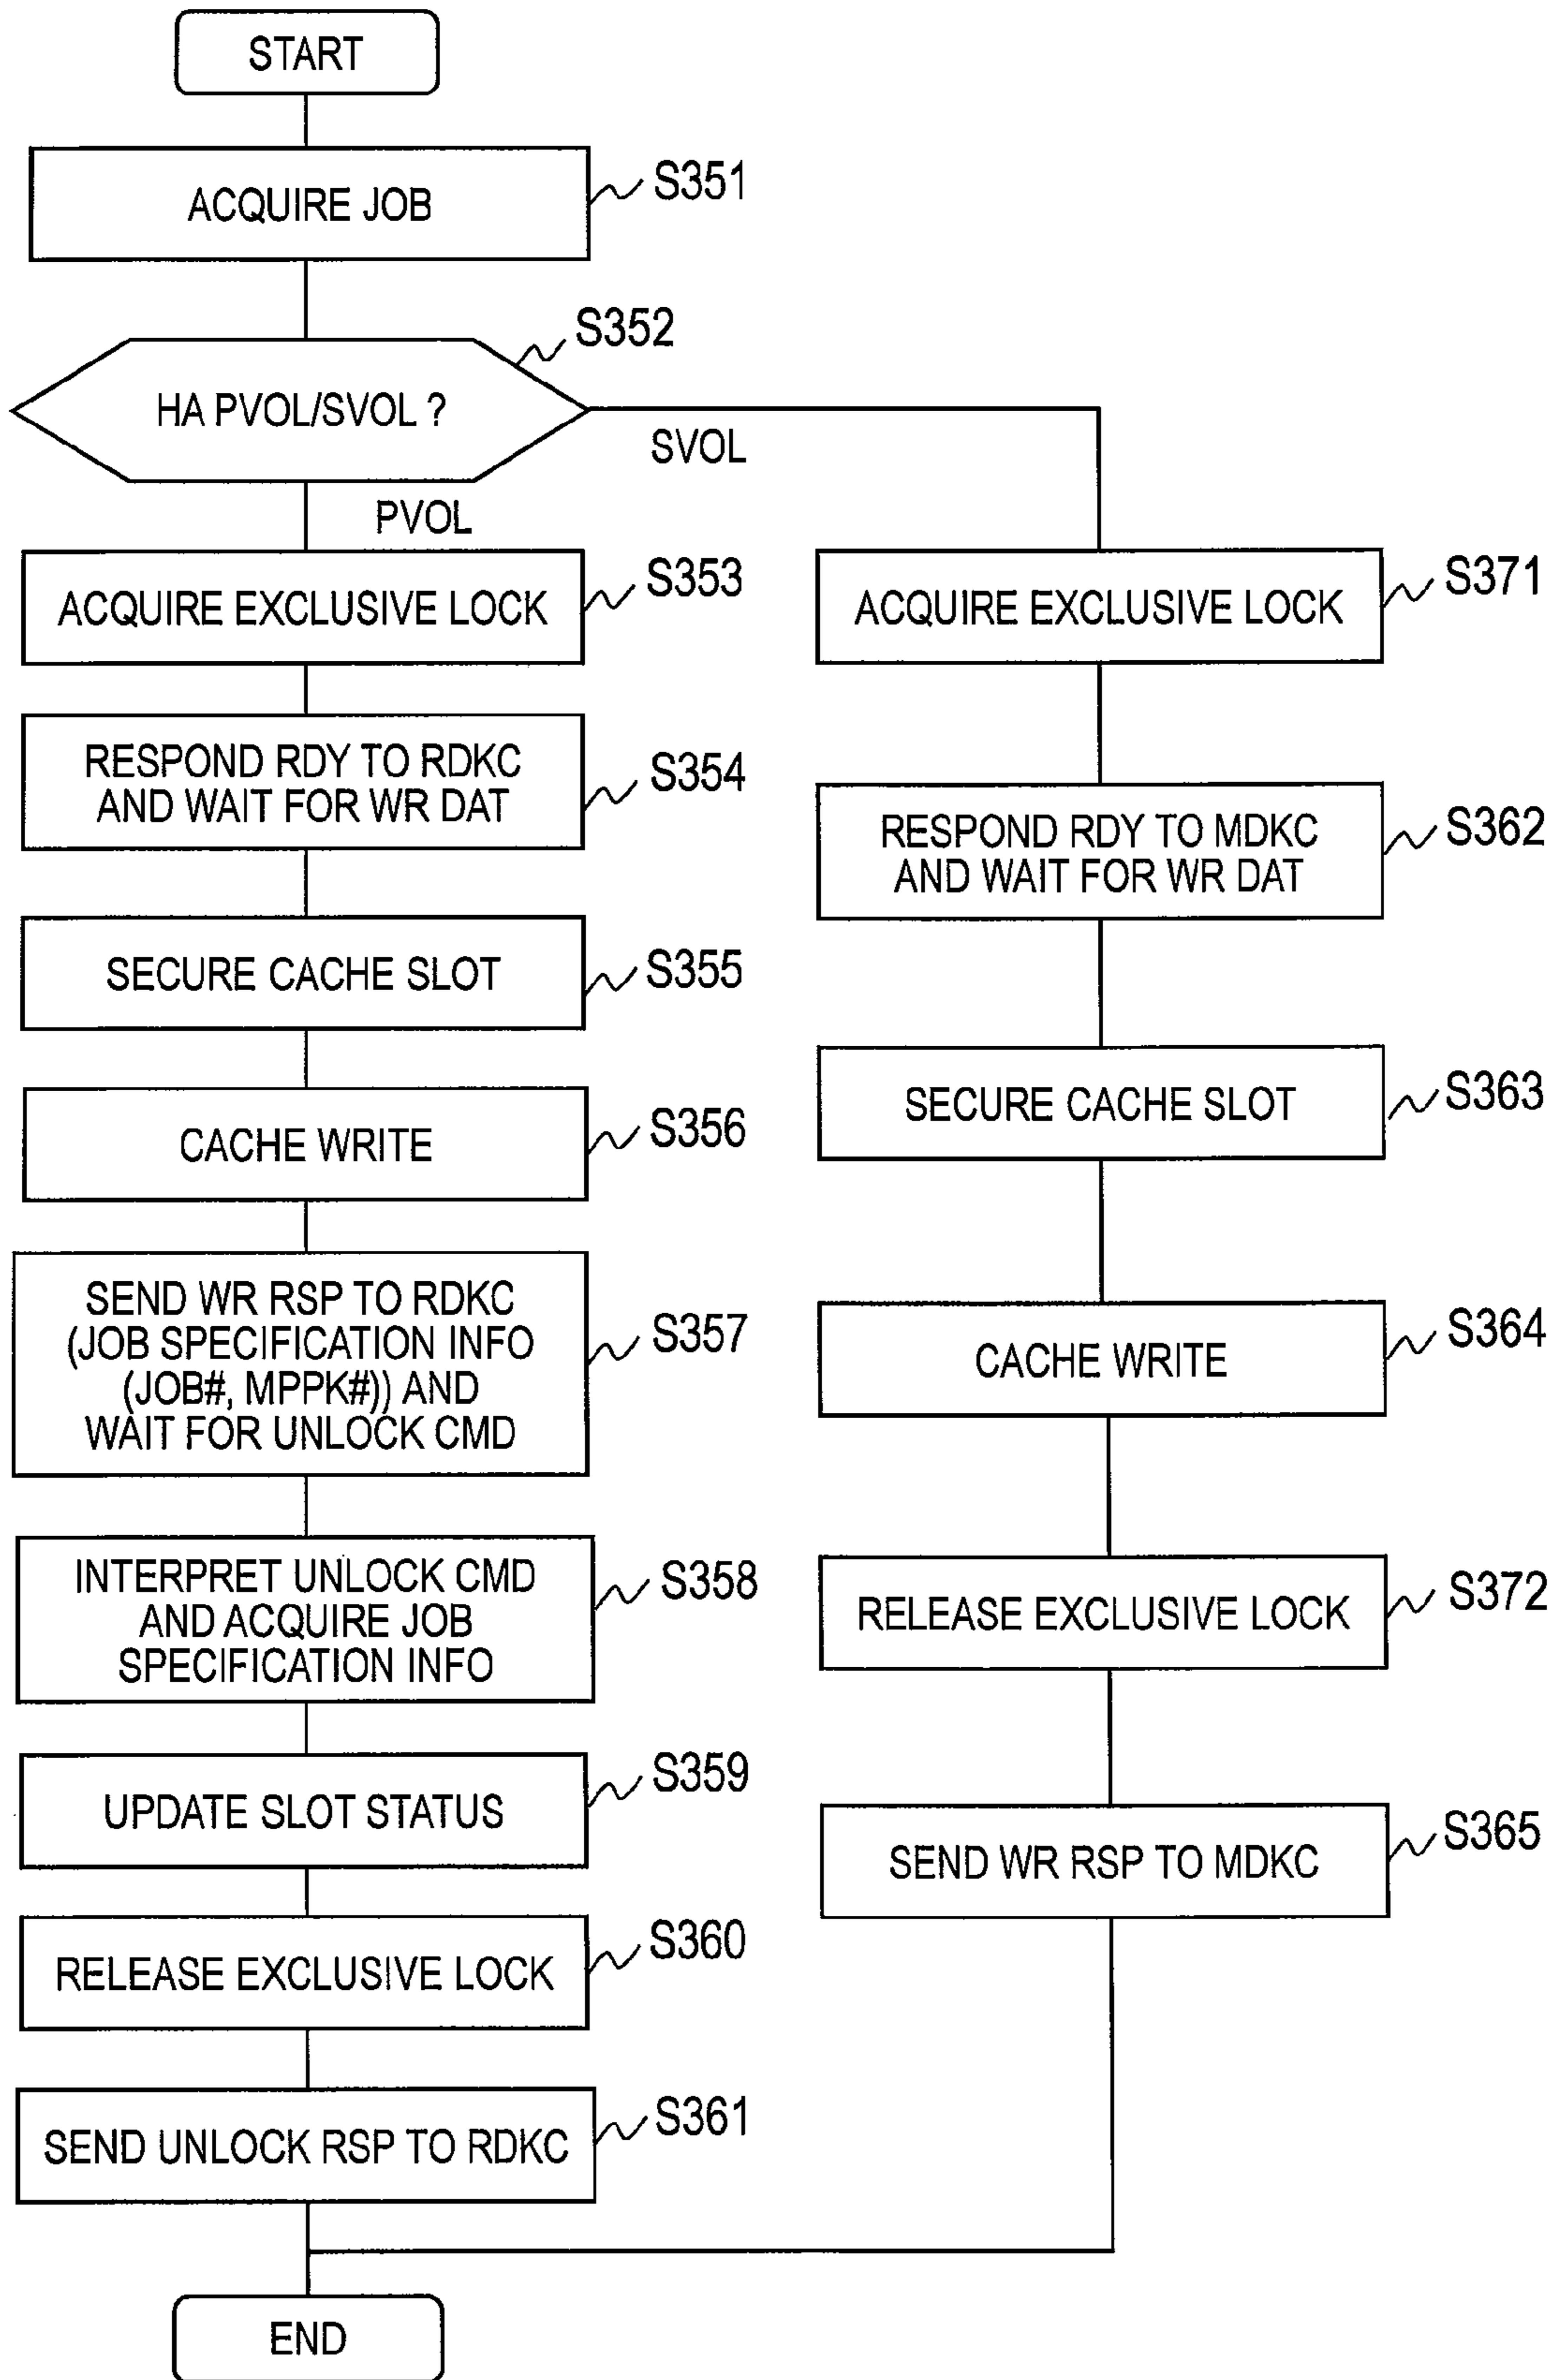 START
ACQUIRE JOB
S351
S352
HA PVOL/SVOL ?
SVOL
PVOL
ACQUIRE EXCLUSIVE LOCK
S353
RESPOND RDY TO RDKC
AND WAIT FOR WR DAT
S354
SECURE CACHE SLOT
S355
CACHE WRITE
S356
SEND WR RSP TO RDKC
(JOB SPECIFICATION INFO
(JOB#, MPPK#)) AND
WAIT FOR UNLOCK CMD
S357
INTERPRET UNLOCK CMD
AND ACQUIRE JOB
SPECIFICATION INFO
S358
UPDATE SLOT STATUS
S359
RELEASE EXCLUSIVE LOCK
S360
SEND UNLOCK RSP TO RDKC
S361
ACQUIRE EXCLUSIVE LOCK
S371
RESPOND RDY TO MDKC
AND WAIT FOR WR DAT
S362
SECURE CACHE SLOT
S363
CACHE WRITE
S364
RELEASE EXCLUSIVE LOCK
S372
SEND WR RSP TO MDKC
S365
END